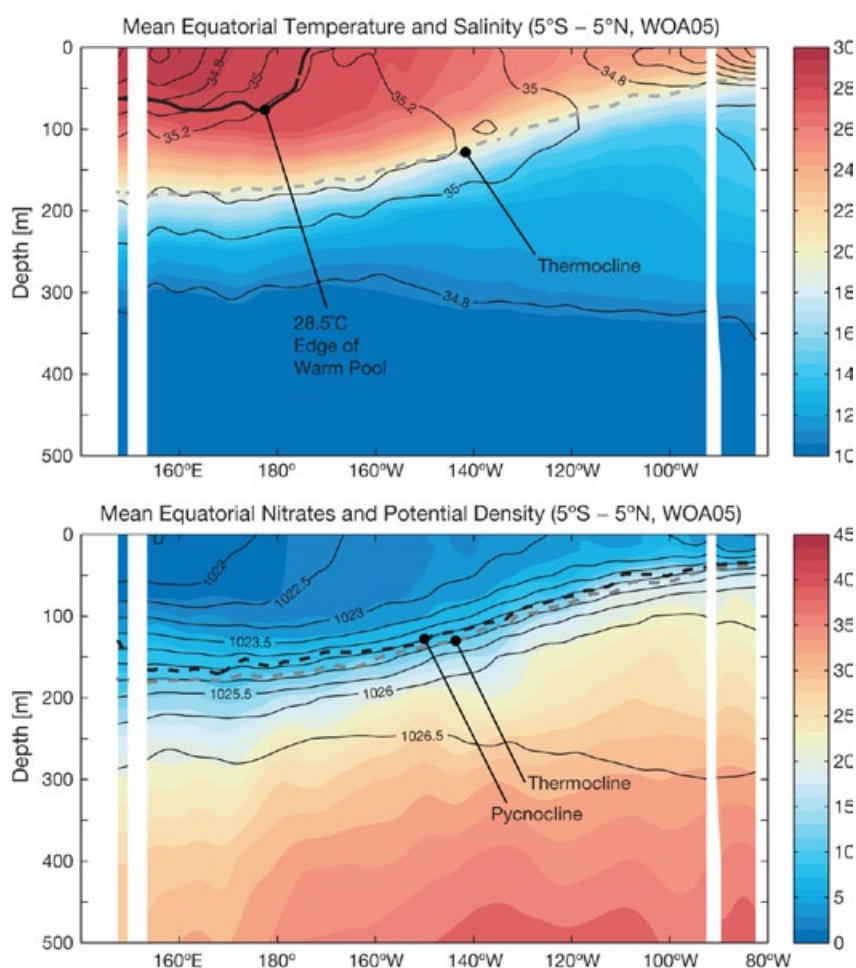 Mean Equatorial Temperature and Salinity (5°S – 5°N, WOA05)
0
100
200
300
400
500
Depth [m]
34.8
35
35.2
35.2
35
34.8
35
34.8
Thermocline
28.5°C
Edge of
Warm Pool
160°E
180°
160°W
140°W
120°W
100°W
30
28
26
24
22
20
18
16
14
12
10
Mean Equatorial Nitrates and Potential Density (5°S – 5°N, WOA05)
0
100
200
300
400
500
Depth [m]
1022
1022.5
1023
1023.5
1025.5
1026
1026.5
Thermocline
Pycnocline
160°E
180°
160°W
140°W
120°W
100°W
80°W
45
40
35
30
25
20
15
10
5
0